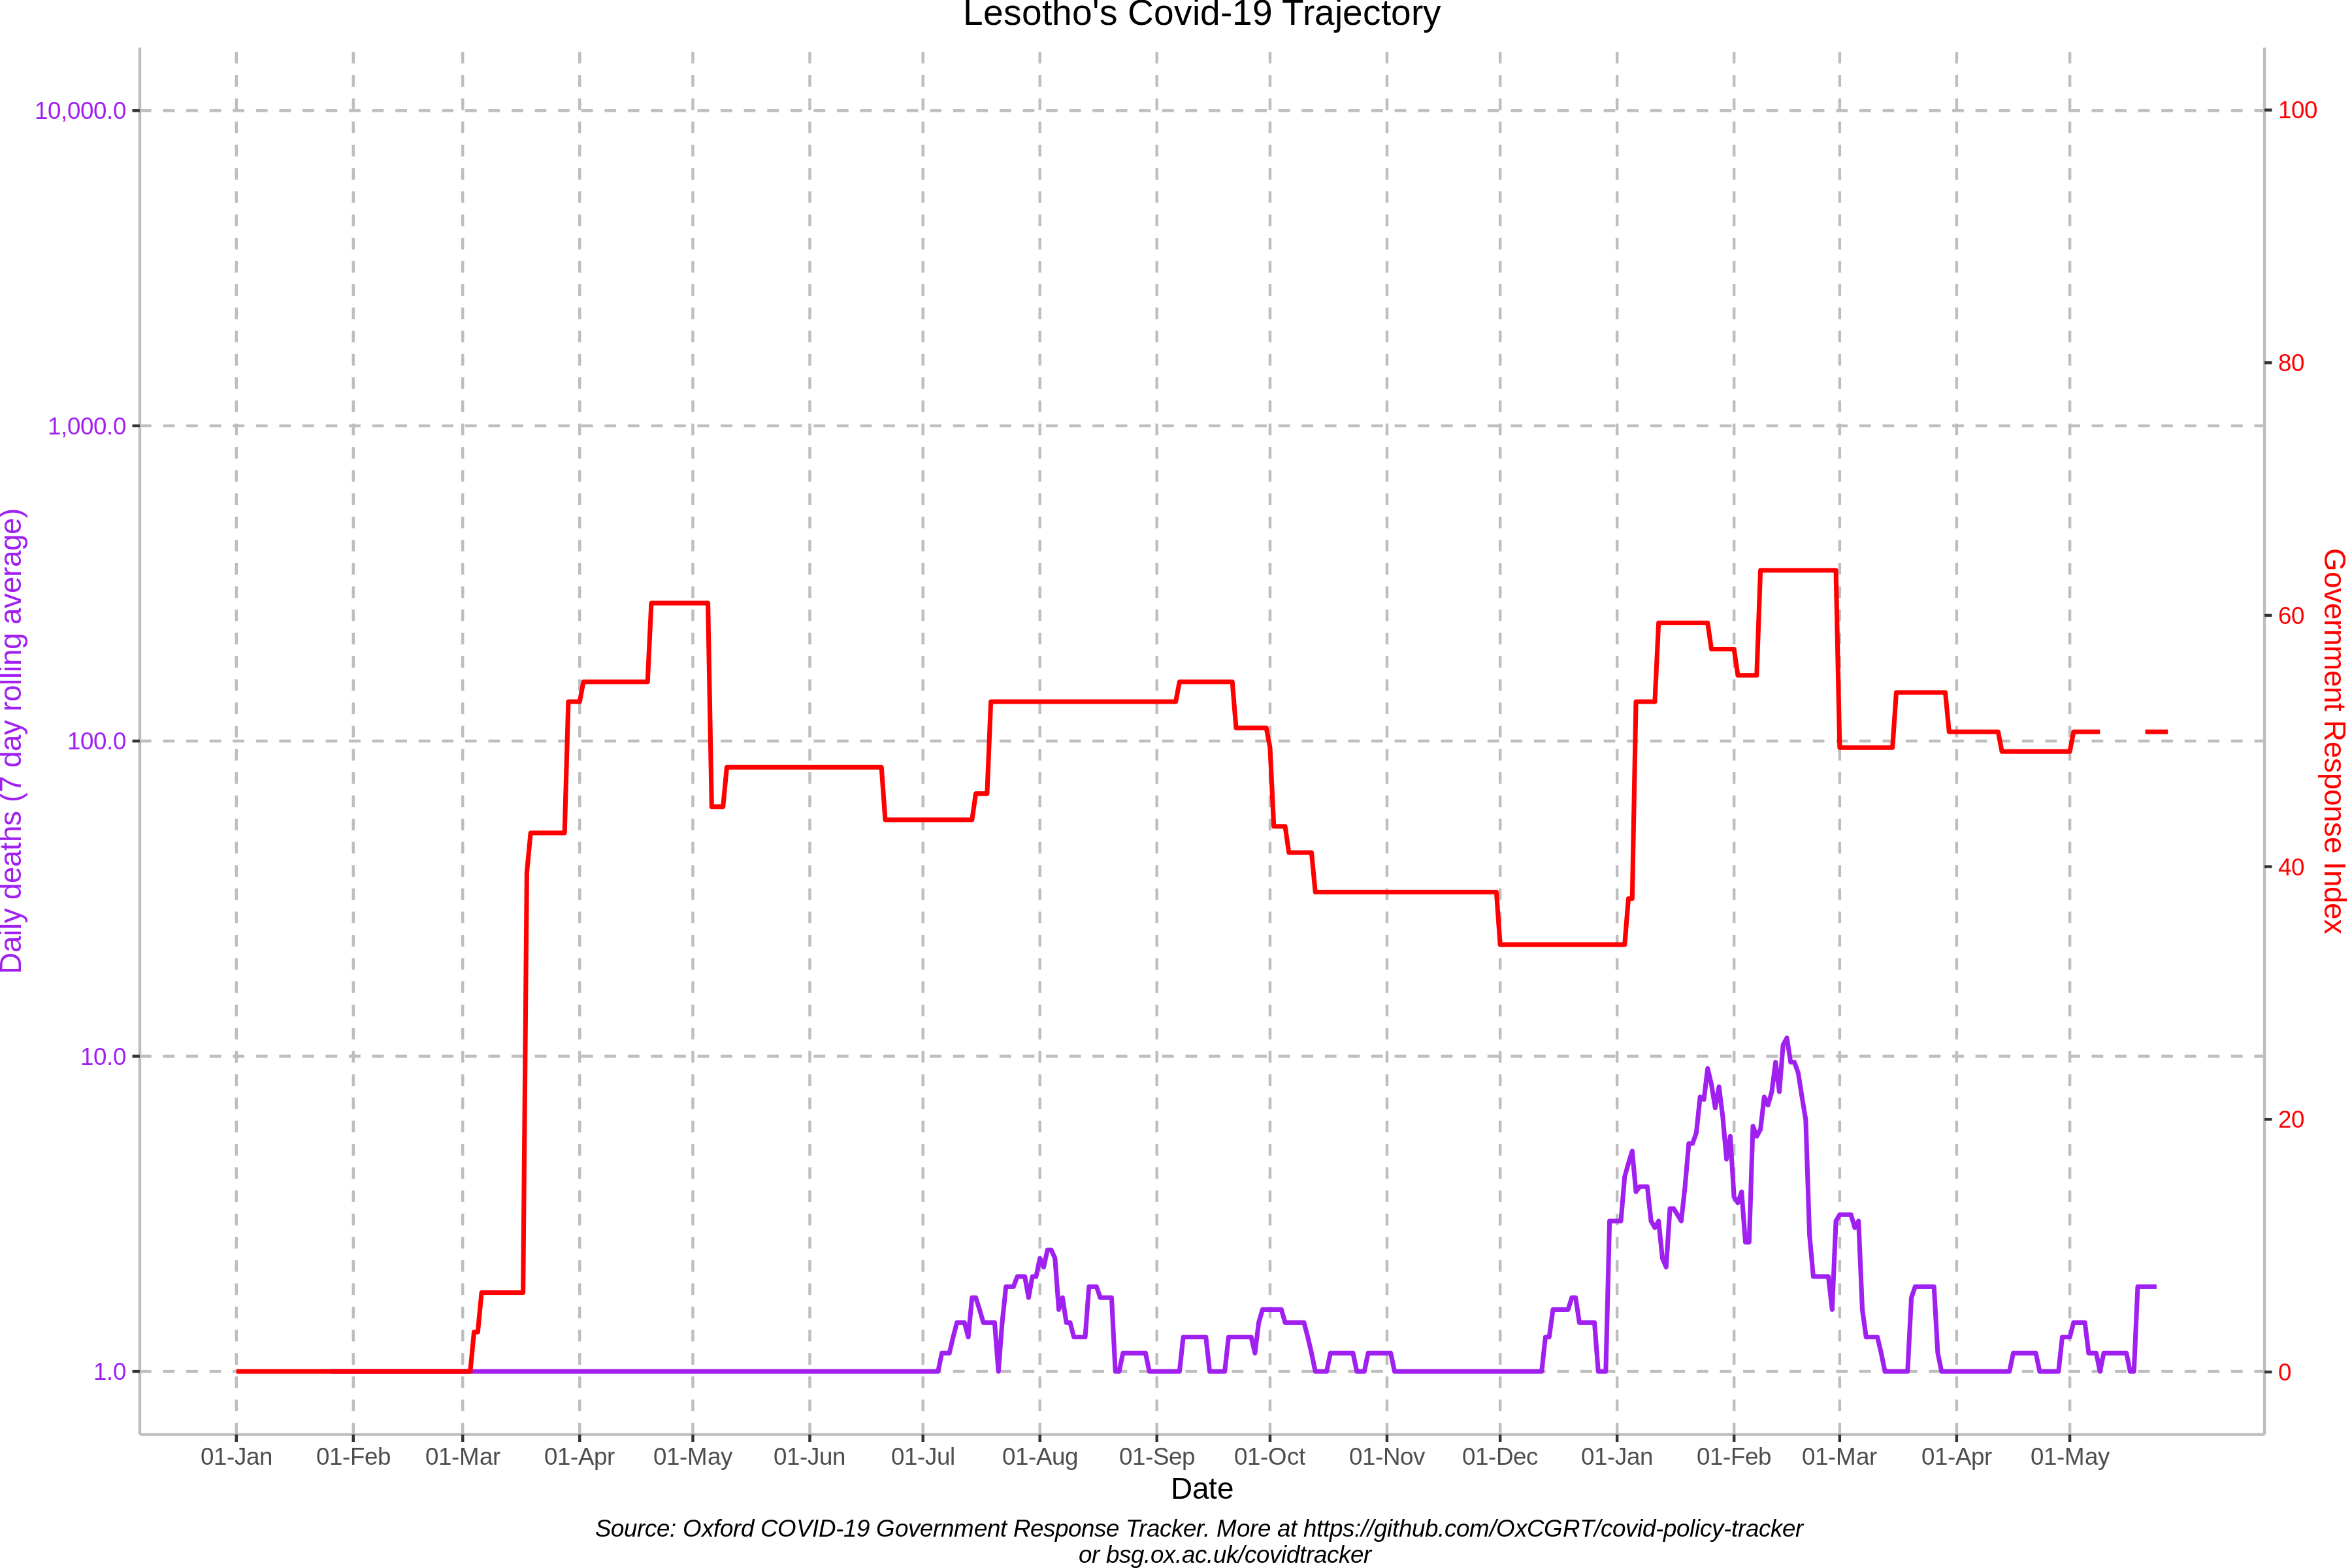 Lesotho's Covid-19 Trajectory
10,000.0
1,000.0
100.0
10.0
1.0
Daily deaths (7 day rolling average)
100
80
60
40
20
0
Government Response Index
01-Jan 01-Feb 01-Mar 01-Apr 01-May 01-Jun 01-Jul 01-Aug 01-Sep 01-Oct 01-Nov 01-Dec 01-Jan 01-Feb 01-Mar 01-Apr 01-May
Date
Source: Oxford COVID-19 Government Response Tracker. More at https://github.com/OxCGRT/covid-policy-tracker
or bsg.ox.ac.uk/covidtracker